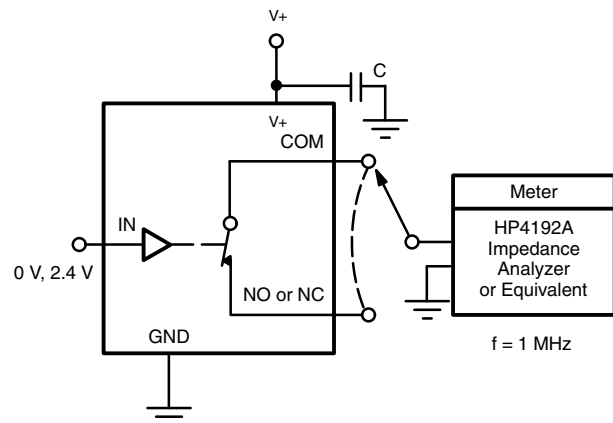 V+
C
V+
COM
IN
0 V, 2.4 V
NO or NC
GND
Meter
HP4192A
Impedance
Analyzer
or Equivalent
f = 1 MHz